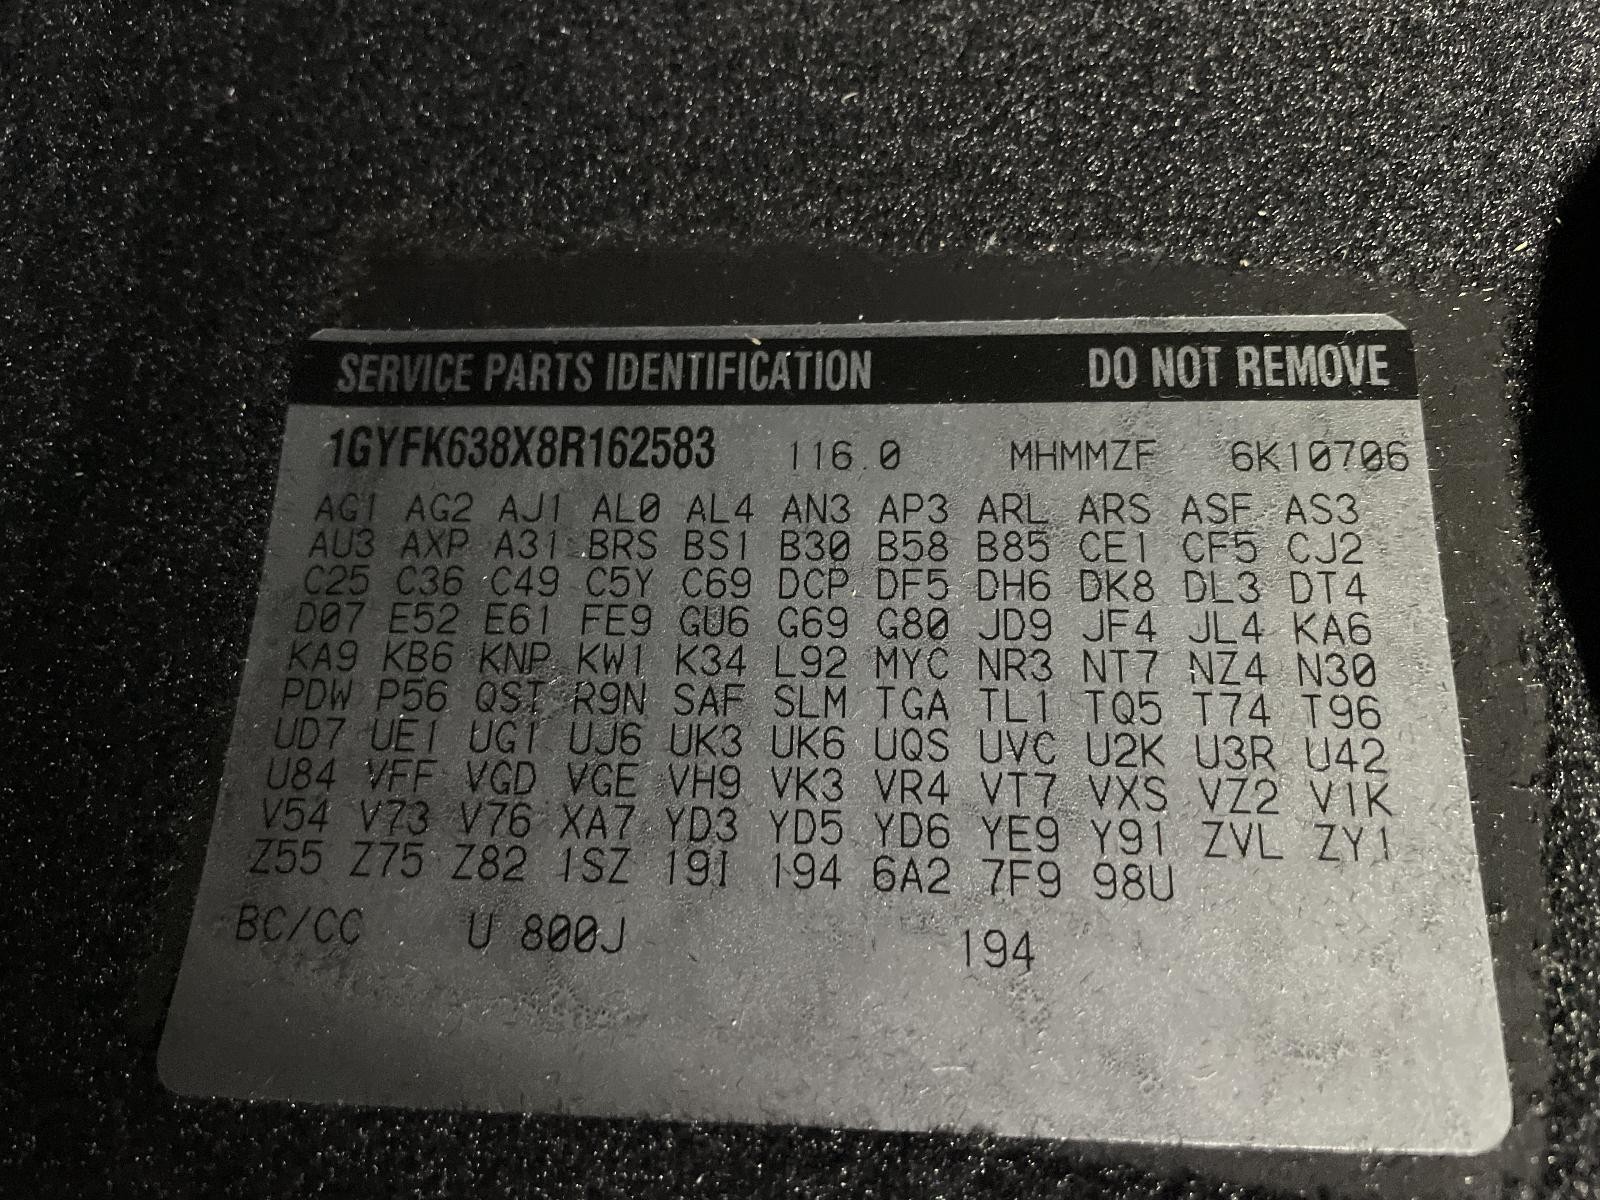 SERVICE PARTS IDENTIFICATION DO NOT REMOVE
1GYFK638X8R162583 116.0 MHMMZF 6K10706
AG1 AG2 AJ1 AL0 AL4 AN3 AP3 ARL ARS ASF AS3
AU3 AXP A31 BRS BS1 B30 B58 B85 CE1 CF5 CJ2
C25 C36 C49 C5Y C69 DCP DF5 DH6 DK8 DL3 DT4
D07 E52 E61 FE9 GU6 G69 G80 JD9 JF4 JL4 KA6
KA9 KB6 KNP KW1 K34 L92 MYC NR3 NT7 NZ4 N30
PDW P56 QST R9N SAF SLM TGA TL1 TQ5 T74 T96
UD7 UE1 UG1 UJ6 UK3 UK6 UQS UVC U2K U3R U42
U84 VFF VGD VGE VH9 VK3 VR4 VT7 VXS VZ2 V1K
V54 V73 V76 XA7 YD3 YD5 YD6 YE9 Y91 ZVL ZY1
Z55 Z75 Z82 1SZ 19I 194 6A2 7F9 98U
BC/CC U 800J 194